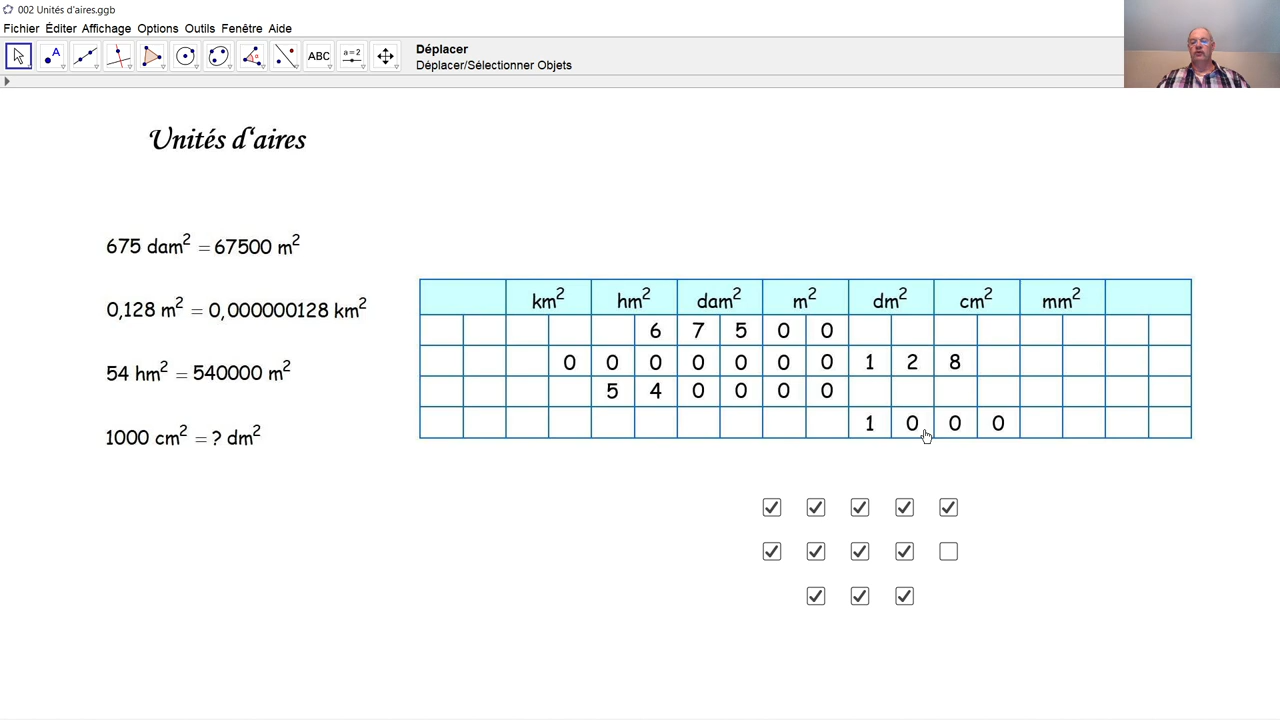 002 Unités d'aires.ggb
Fichier Éditer Affichage Options Outils Fenêtre Aide
A
ABC
a=2
Déplacer
Déplacer/Sélectionner Objets
Unités d'aires
675 dam² = 67500 m²
0,128 m² = 0,000000128 km²
54 hm² = 540000 m²
1000 cm² = ? dm²
km² hm² dam² m² dm² cm² mm²
6 7 5 0 0
0 0 0 0 0 0 0 1 2 8
5 4 0 0 0 0
1 0 0 0